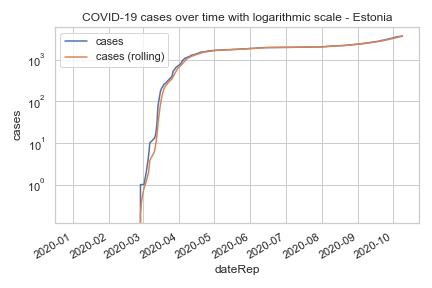 COVID-19 cases over time with logarithmic scale - Estonia
cases
cases (rolling)
10³
10²
10¹
10⁰
cases
2020-01
2020-02
2020-03
2020-04
2020-05
2020-06
2020-07
2020-08
2020-09
2020-10
dateRep